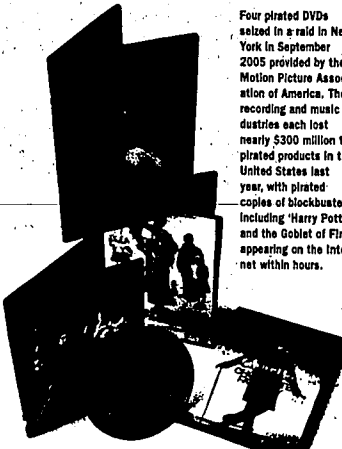 Four pirated DVDs
seized in a raid in Ne
York in September
2005 provided by the
Motion Picture Assoc
ation of America. The
recording and music
dustries each lost
nearly $300 million t
pirated products in t
United States last
year, with pirated
copies of blockbuste
including 'Harry Pott
and the Goblet of Fir
appearing on the Inte
net within hours.